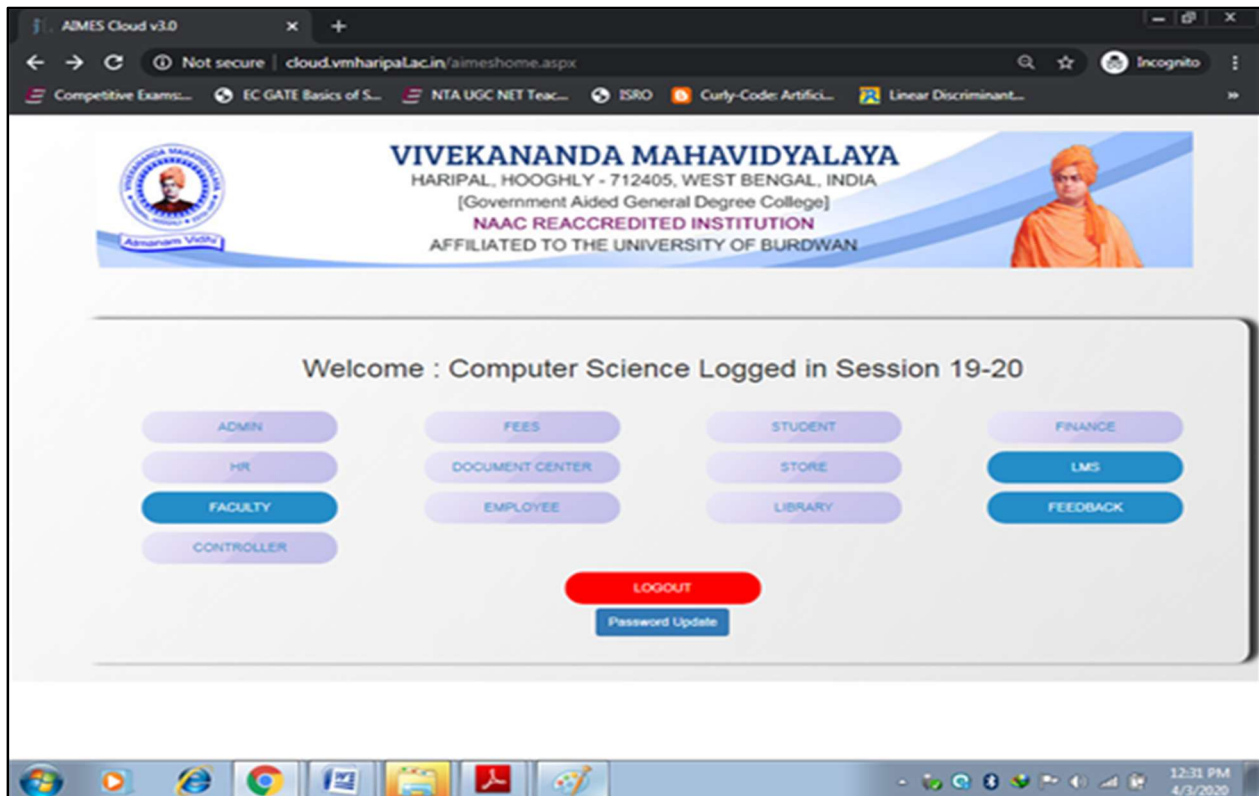 AIMES Cloud v3.0
Not secure | cloud.vmharipal.ac.in/aimeshome.aspx
Incognito
Competitive Exams:... EC GATE Basics of S... NTA UGC NET Teac... ISRO Curly-Code: Artifici... Linear Discriminant...
VIVEKANANDA MAHAVIDYALAYA
HARIPAL, HOOGHLY - 712405, WEST BENGAL, INDIA
[Government Aided General Degree College]
NAAC REACCREDITED INSTITUTION
AFFILIATED TO THE UNIVERSITY OF BURDWAN
VIVEKANANDA MAHAVIDYALAYA
Atmanam Viddhi
Welcome : Computer Science Logged in Session 19-20
ADMIN FEES STUDENT FINANCE
HR DOCUMENT CENTER STORE LMS
FACULTY EMPLOYEE LIBRARY FEEDBACK
CONTROLLER
LOGOUT
Password Update
12:31 PM
4/3/2020